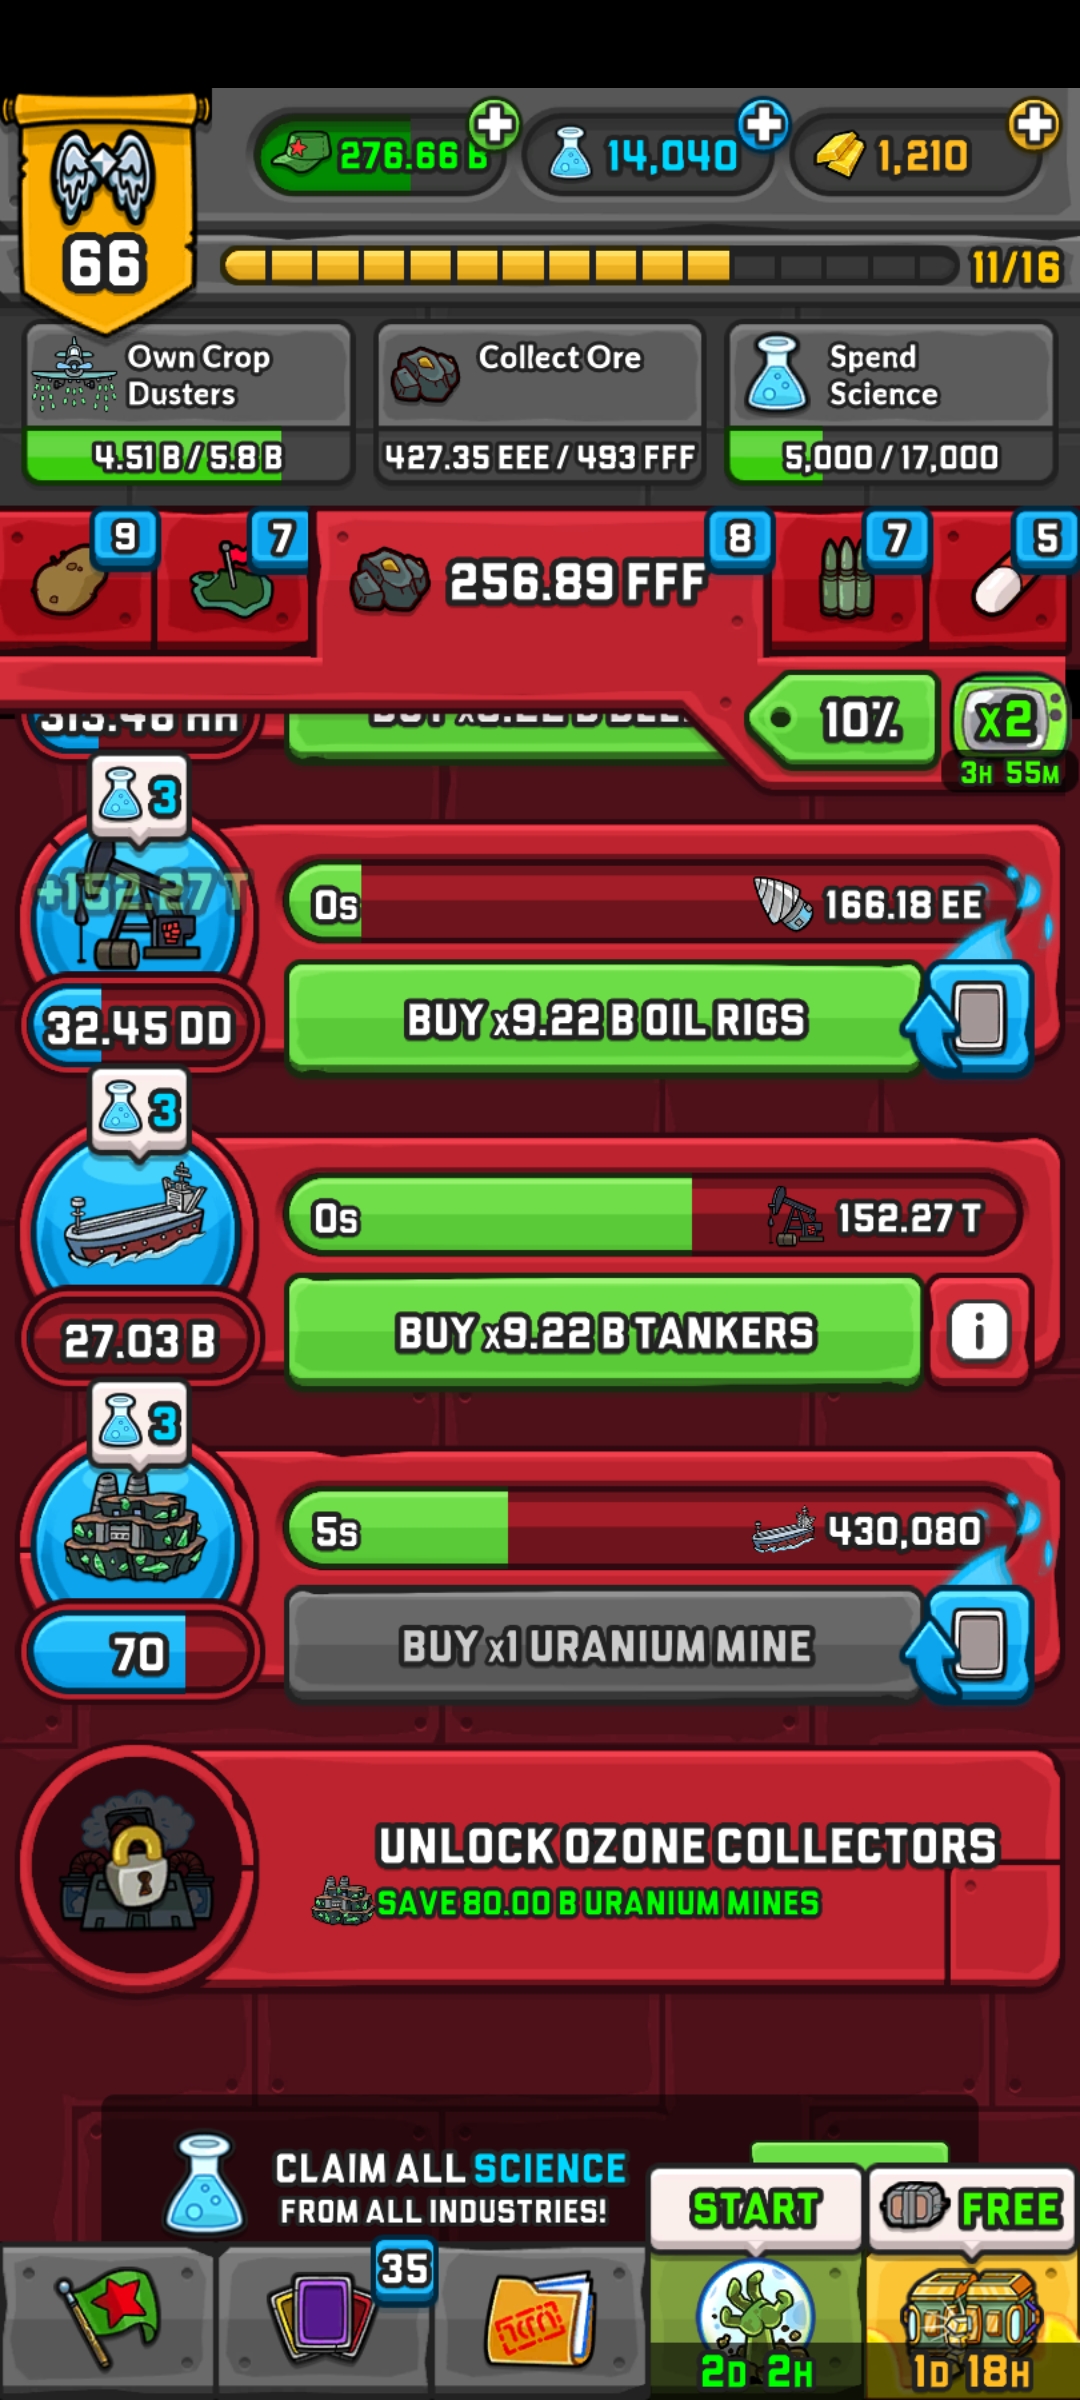 276.66 B
14,040
1,210
66
11/16
Own Crop
Dusters
4.51 B / 5.8 B
Collect Ore
427.35 EEE / 493 FFF
Spend
Science
5,000 / 17,000
9
7
256.89 FFF
8
7
5
10%
x2
3H 55M
3
+152.27 T
0s
166.18 EE
32.45 DD
BUY x9.22 B OIL RIGS
3
0s
152.27 T
27.03 B
BUY x9.22 B TANKERS
i
3
5s
430,080
70
BUY x1 URANIUM MINE
UNLOCK OZONE COLLECTORS
SAVE 80.00 B URANIUM MINES
CLAIM ALL SCIENCE
FROM ALL INDUSTRIES!
START
FREE
35
2D 2H
1D 18H